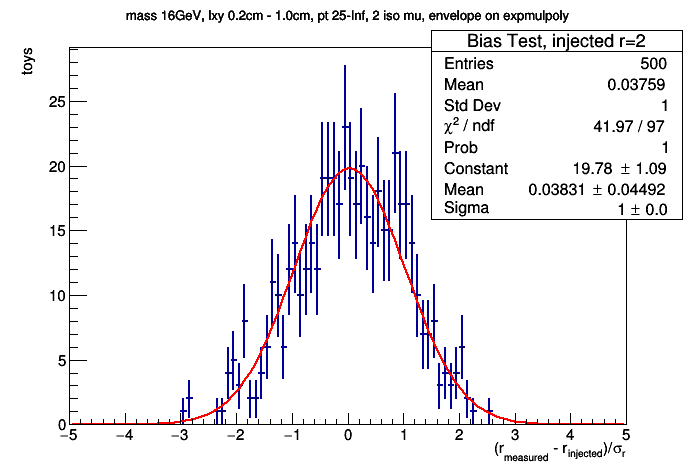 mass 16GeV, lxy 0.2cm - 1.0cm, pt 25-Inf, 2 iso mu, envelope on expmulpoly
Bias Test, injected r=2
Entries 500
Mean 0.03759
Std Dev 1
χ² / ndf 41.97 / 97
Prob 1
Constant 19.78 ± 1.09
Mean 0.03831 ± 0.04492
Sigma 1 ± 0.0
toys
25
20
15
10
5
0
−5 −4 −3 −2 −1 0 1 2 3 4 5
(r_measured - r_injected)/σ_r